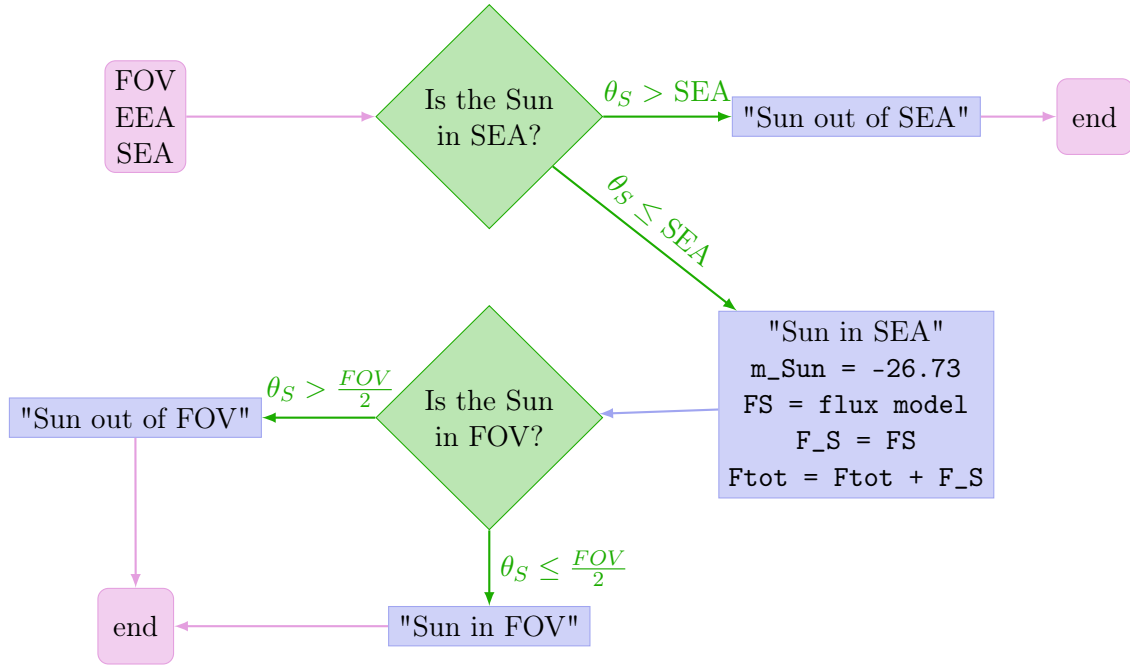 FOV
EEA
SEA
Is the Sun
in SEA?
θ_S > SEA
"Sun out of SEA"
end
θ_S ≤ SEA
"Sun in SEA"
m_Sun = -26.73
FS = flux model
F_S = FS
Ftot = Ftot + F_S
Is the Sun
in FOV?
θ_S > \frac{FOV}{2}
"Sun out of FOV"
θ_S ≤ \frac{FOV}{2}
"Sun in FOV"
end